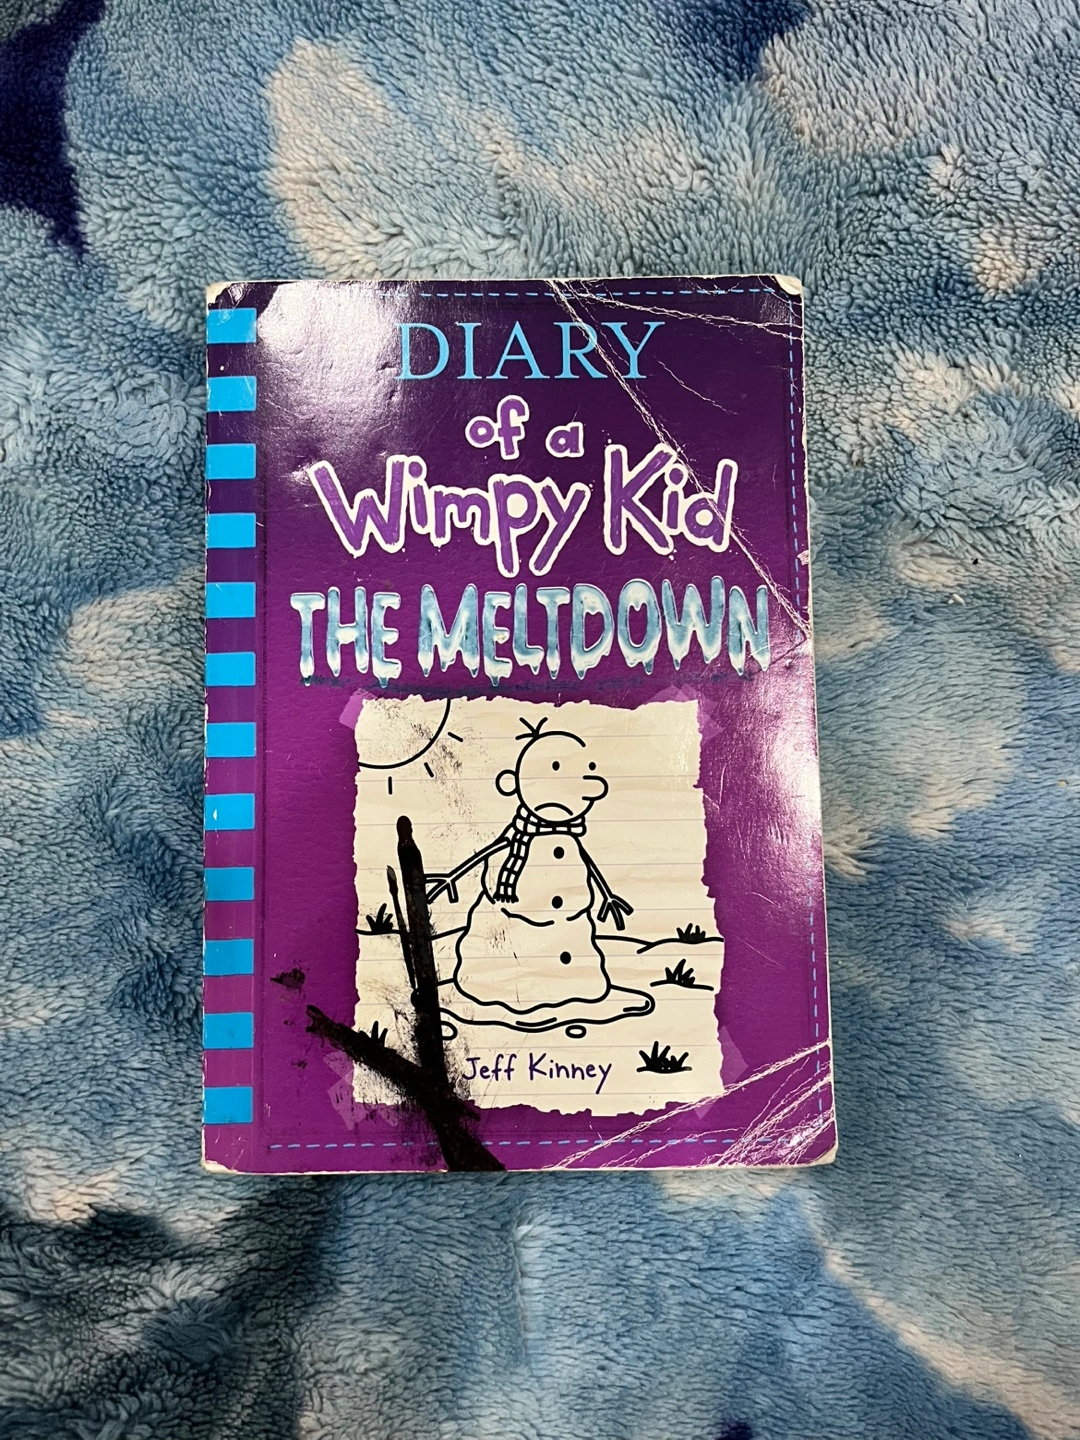 DIARY
of a
Wimpy Kid
THE MELTDOWN
Jeff Kinney